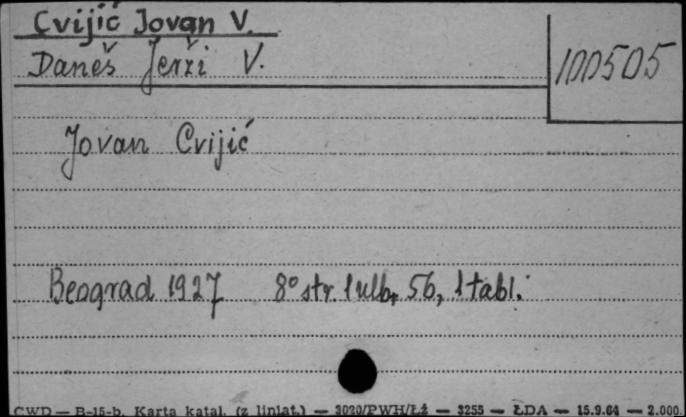 Cvijić Jovan V.
Daneš Jerži V.
100505
Jovan Cvijić
Beograd 1927 8° str. 1 ulb, 56, 1 tabl.
CWD — B-15-b. Karta katal. (z liniat.) — 3020/PWH/Łż — 3255 — ŁDA — 15.9.64 — 2.000